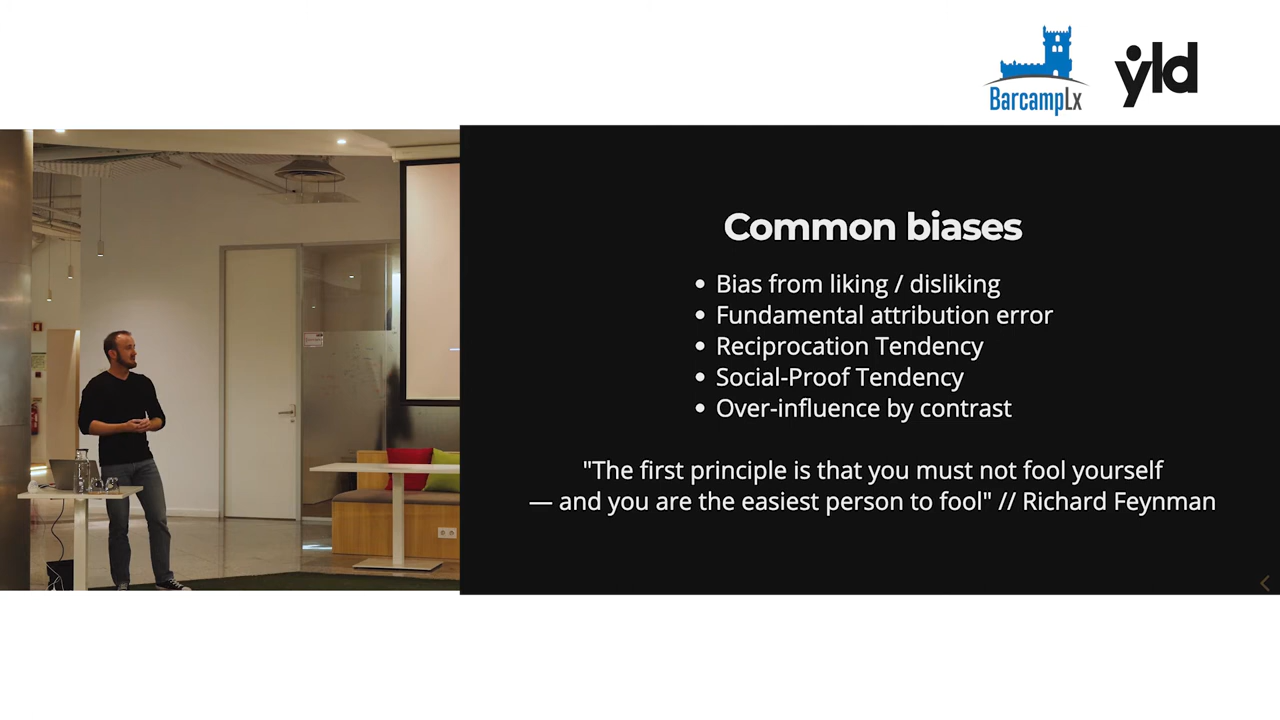 BarcampLx
yld
Common biases
• Bias from liking / disliking
• Fundamental attribution error
• Reciprocation Tendency
• Social-Proof Tendency
• Over-influence by contrast
"The first principle is that you must not fool yourself
— and you are the easiest person to fool" // Richard Feynman